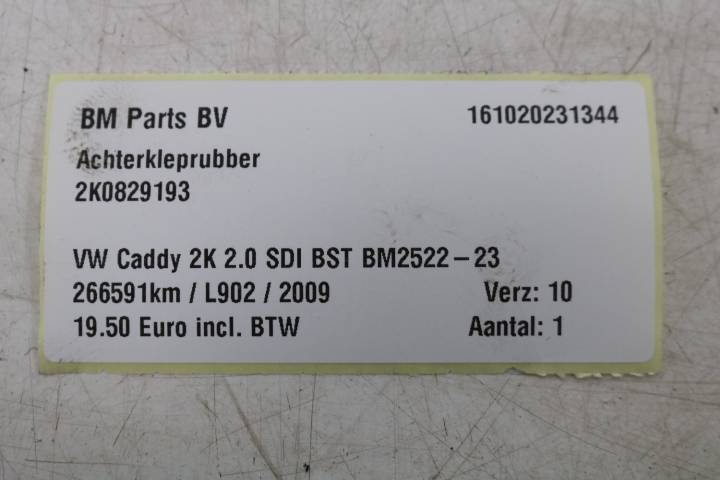 BM Parts BV 161020231344
Achterkleprubber
2K0829193
VW Caddy 2K 2.0 SDI BST BM2522-23
266591km / L902 / 2009 Verz: 10
19.50 Euro incl. BTW Aantal: 1